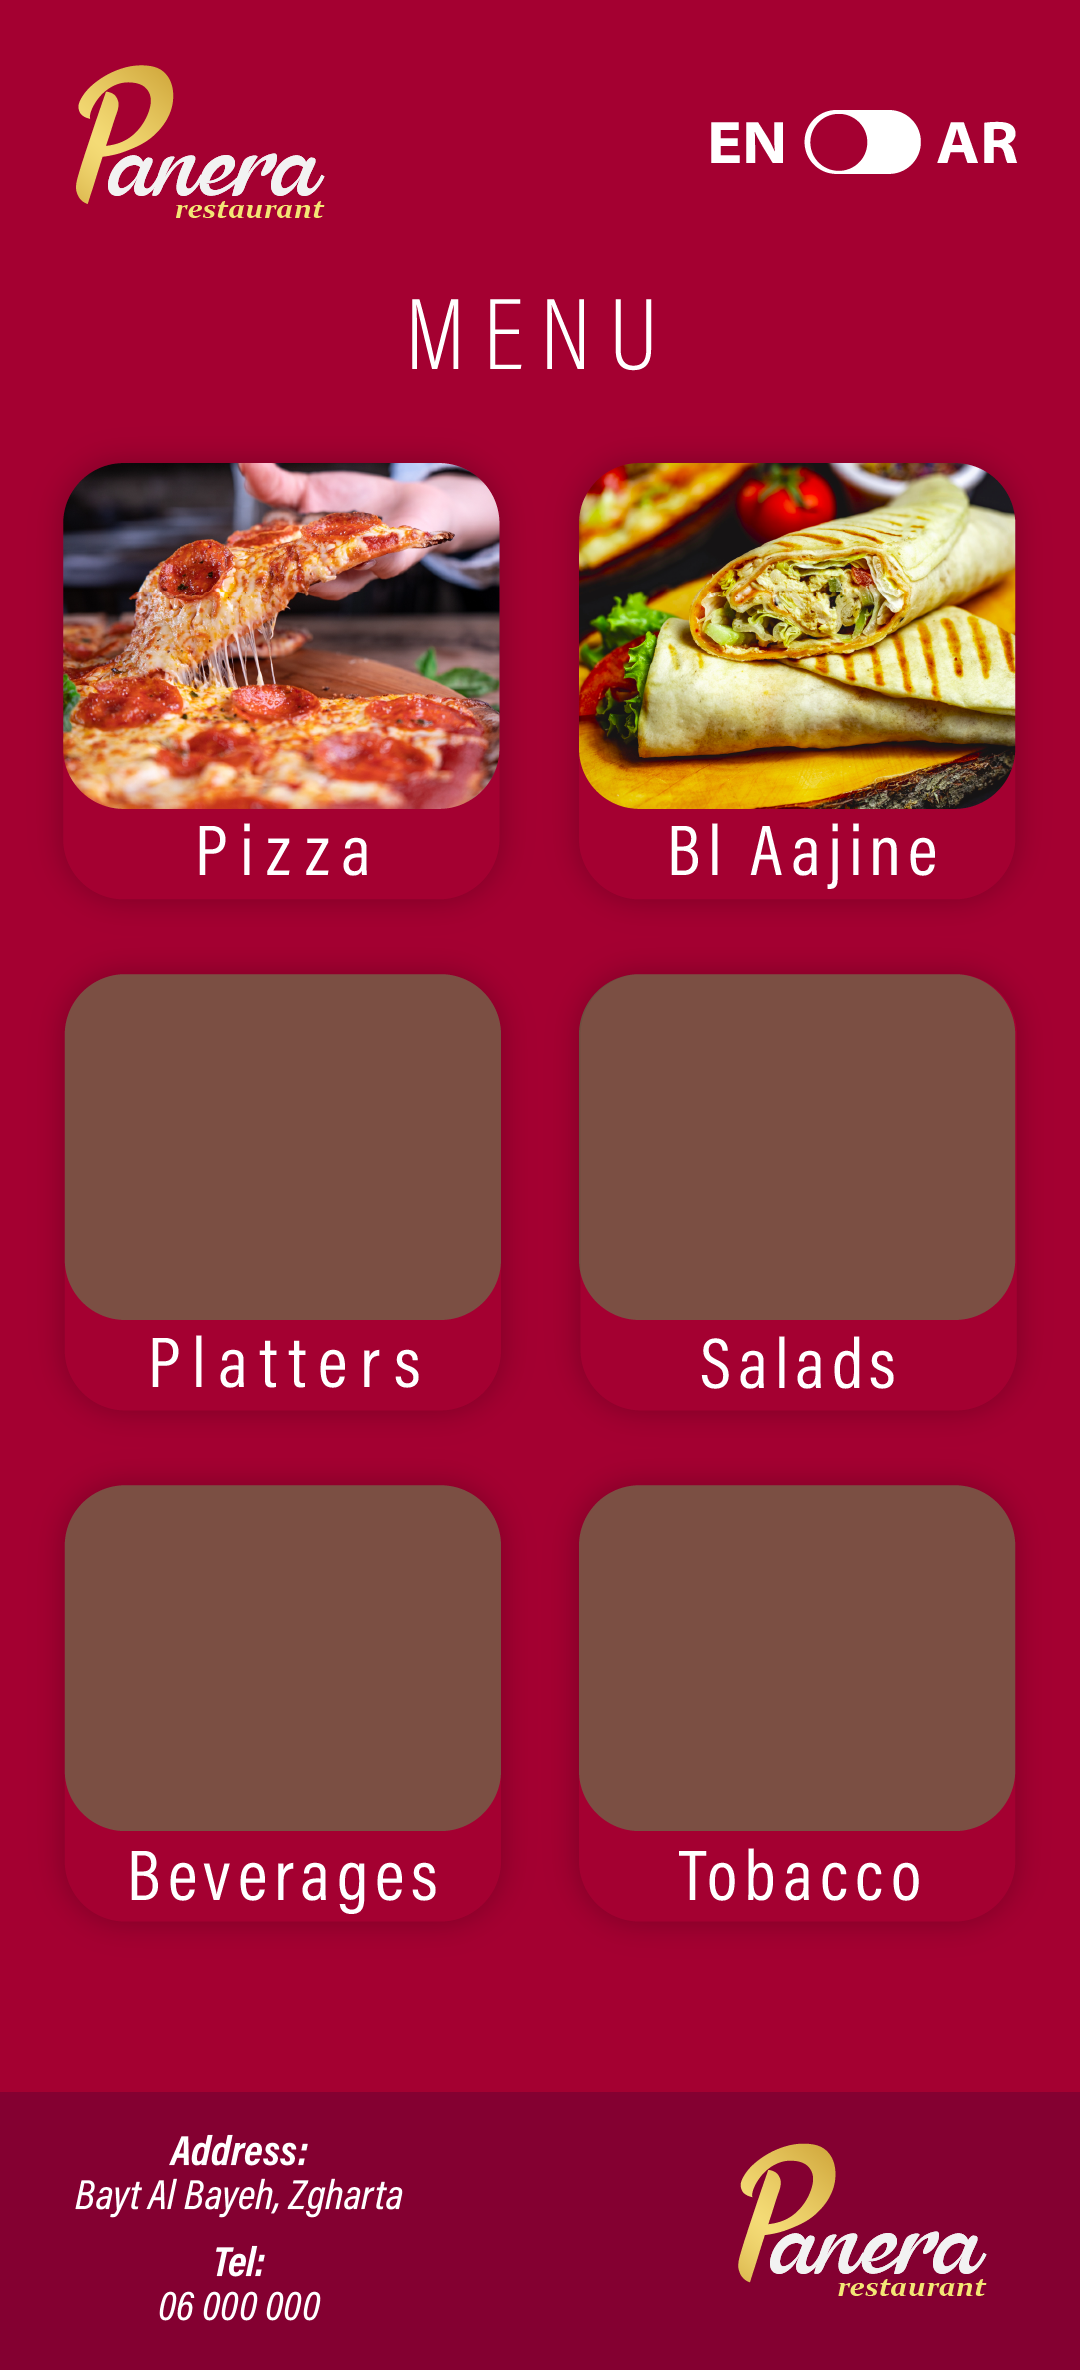 Panera
restaurant
EN AR
MENU
Pizza
Bl Aajine
Platters
Salads
Beverages
Tobacco
Address:
Bayt Al Bayeh, Zgharta
Tel:
06 000 000
Panera
restaurant